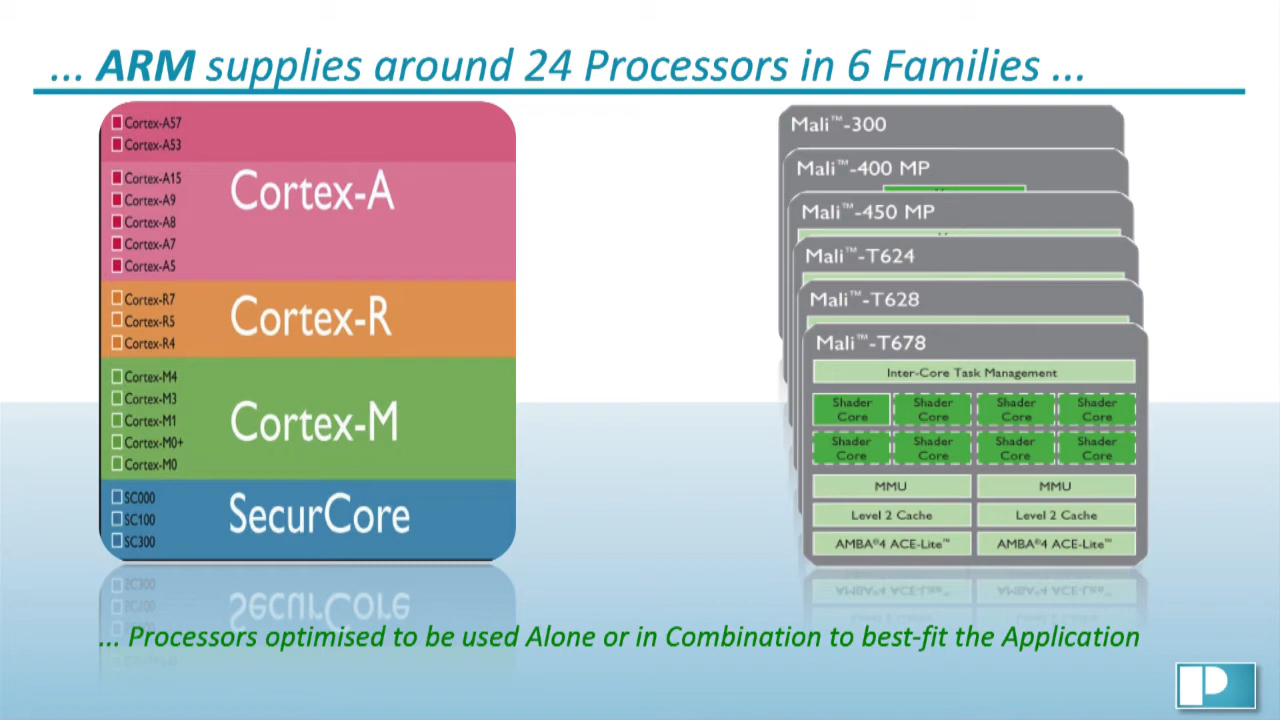 ... ARM supplies around 24 Processors in 6 Families ...
Cortex-A57
Cortex-A53
Cortex-A15
Cortex-A9
Cortex-A8
Cortex-A7
Cortex-A5
Cortex-A
Cortex-R7
Cortex-R5
Cortex-R4
Cortex-R
Cortex-M4
Cortex-M3
Cortex-M1
Cortex-M0+
Cortex-M0
Cortex-M
SC000
SC100
SC300
SecurCore
Mali™-300
Mali™-400 MP
Mali™-450 MP
Mali™-T624
Mali™-T628
Mali™-T678
Inter-Core Task Management
Shader Core Shader Core Shader Core Shader Core
Shader Core Shader Core Shader Core Shader Core
MMU MMU
Level 2 Cache Level 2 Cache
AMBA®4 ACE-Lite™ AMBA®4 ACE-Lite™
... Processors optimised to be used Alone or in Combination to best-fit the Application
P